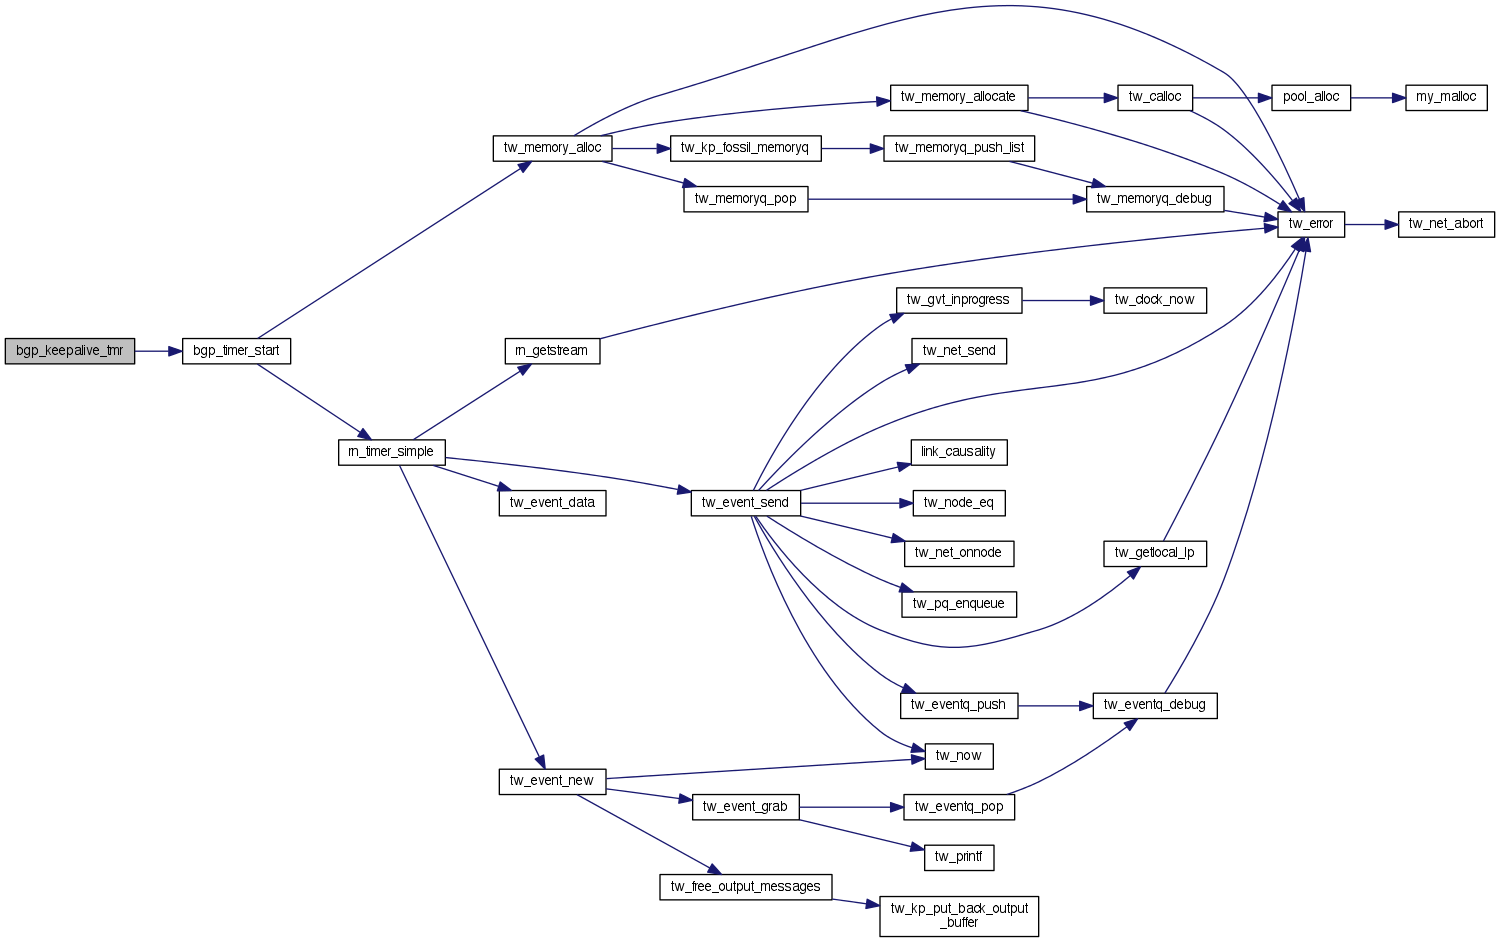 tw_memory_allocate
tw_calloc
pool_alloc
my_malloc
tw_memory_alloc
tw_kp_fossil_memoryq
tw_memoryq_push_list
tw_memoryq_pop
tw_memoryq_debug
tw_error
tw_net_abort
tw_gvt_inprogress
tw_clock_now
bgp_keepalive_tmr
bgp_timer_start
rn_getstream
tw_net_send
rn_timer_simple
link_causality
tw_event_data
tw_event_send
tw_node_eq
tw_net_onnode
tw_getlocal_lp
tw_pq_enqueue
tw_eventq_push
tw_eventq_debug
tw_now
tw_event_new
tw_event_grab
tw_eventq_pop
tw_printf
tw_free_output_messages
tw_kp_put_back_output
_buffer